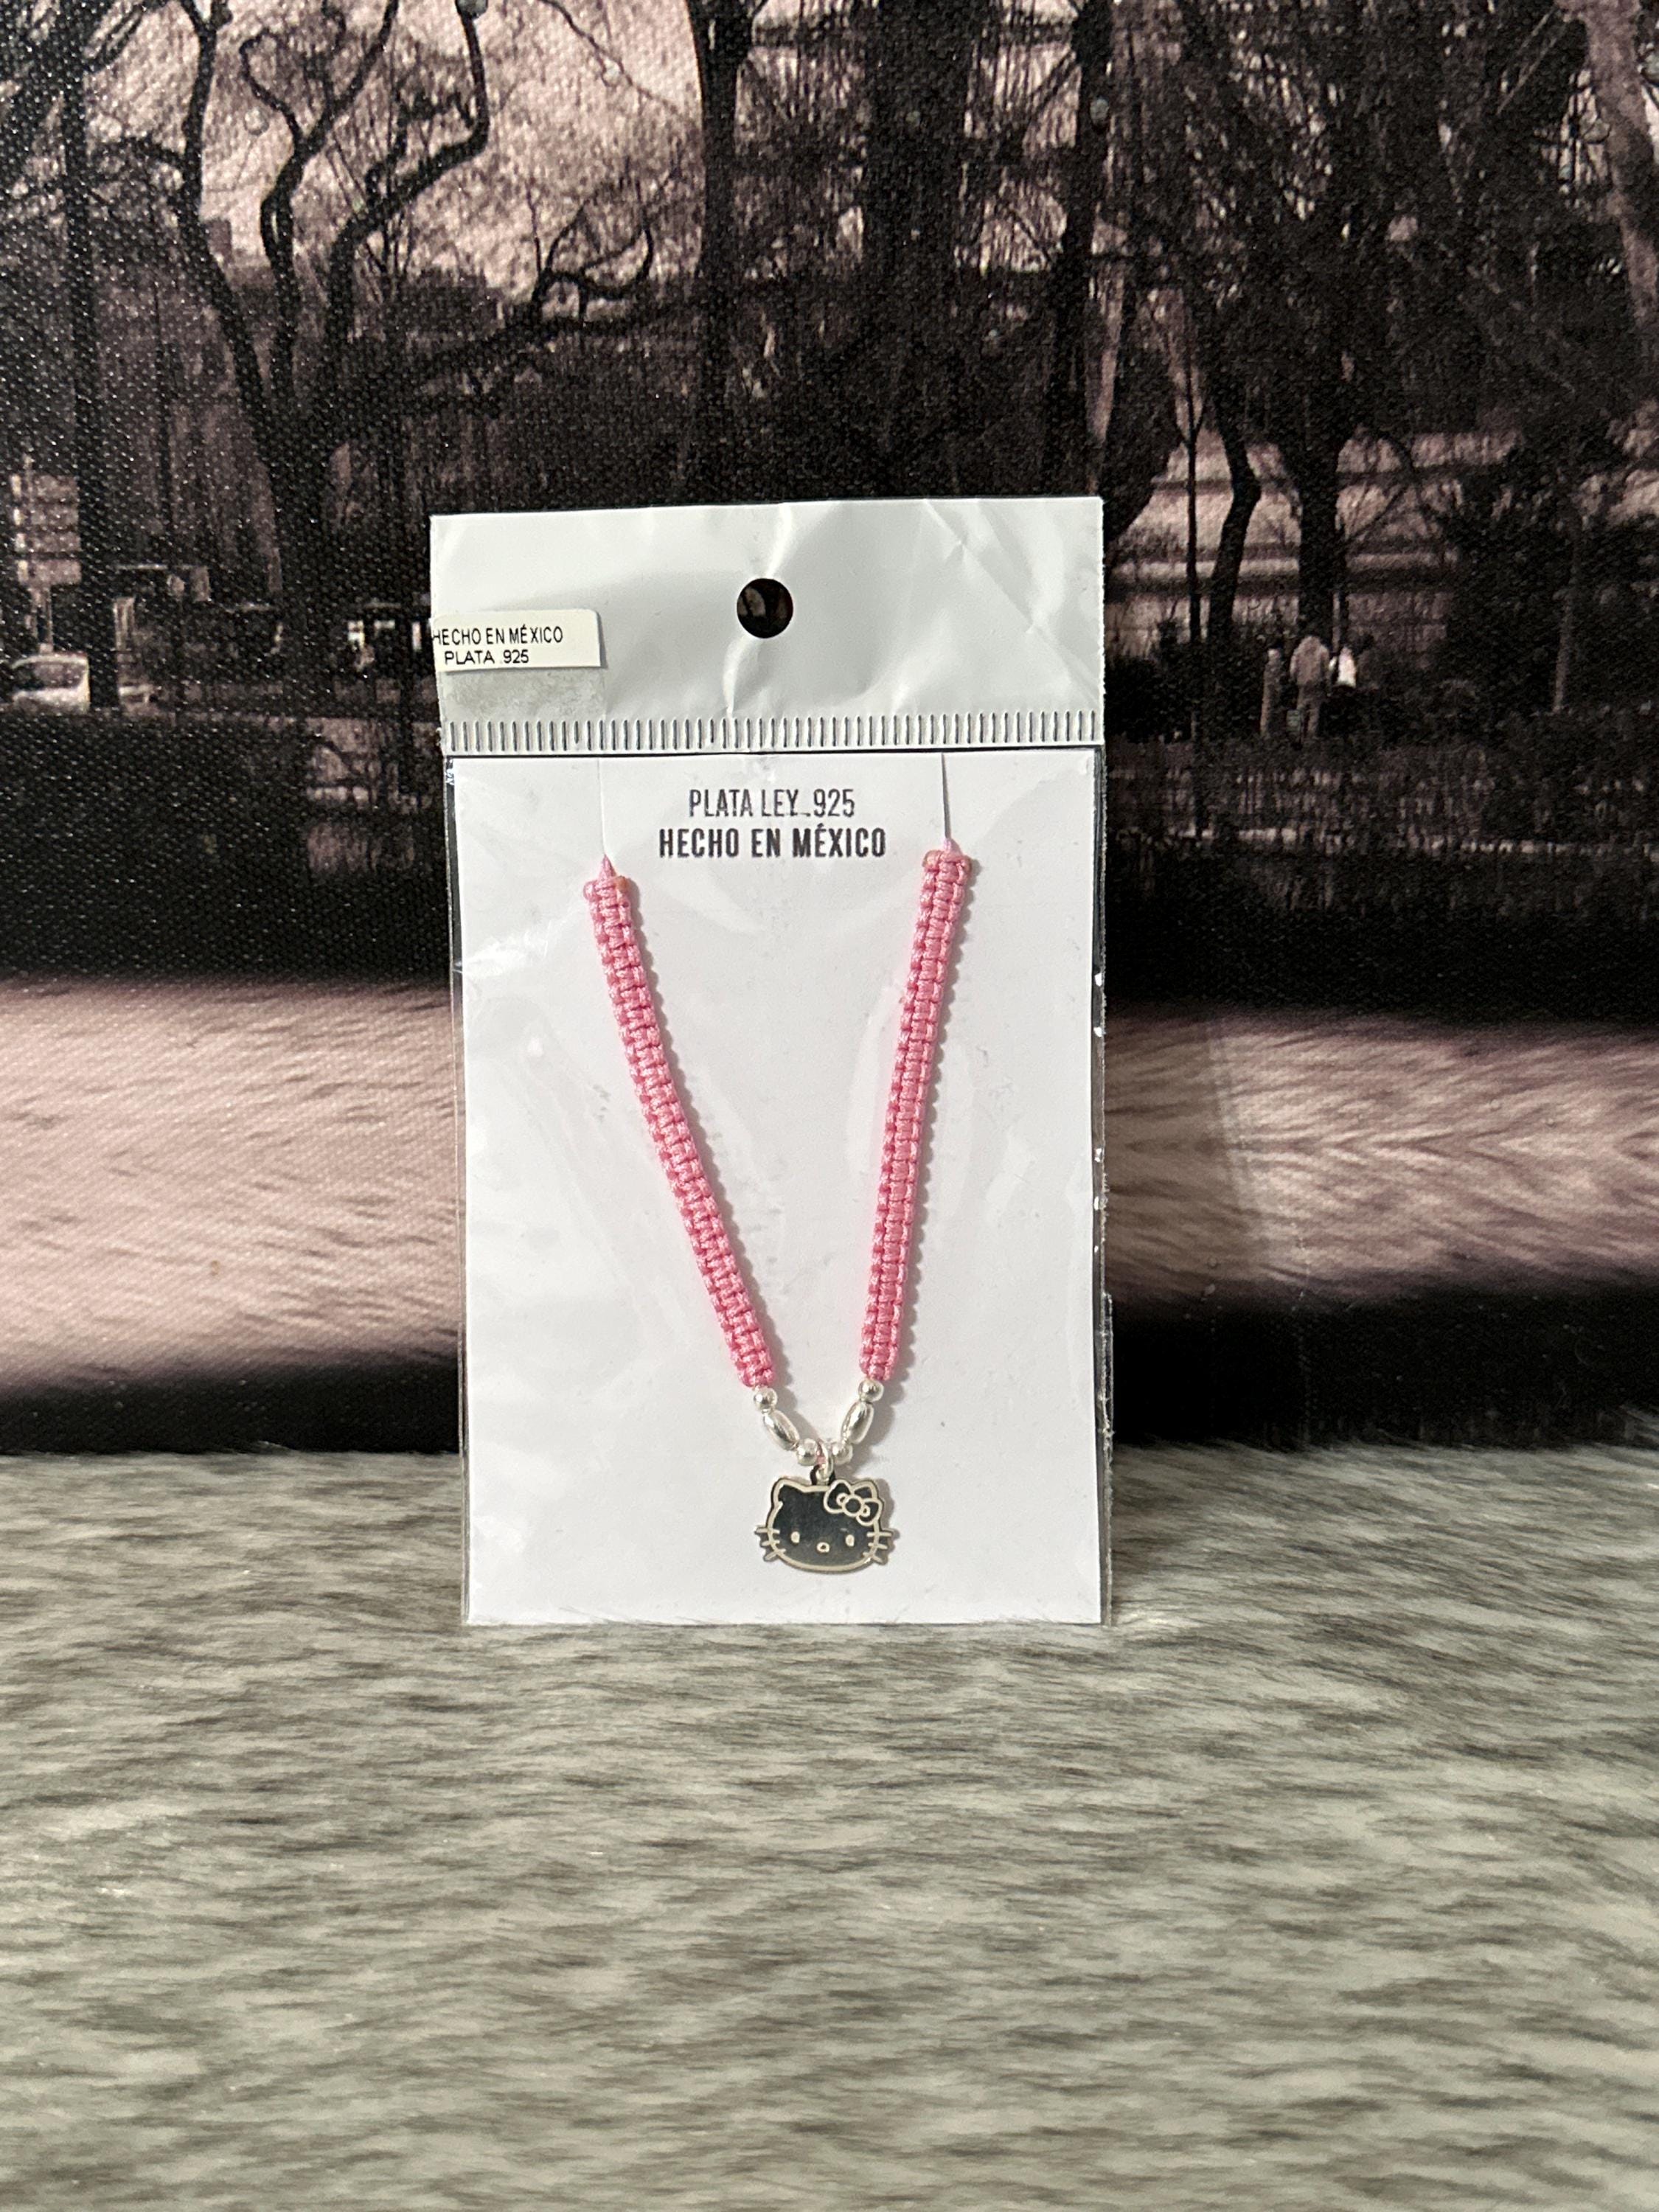 HECHO EN MÉXICO
PLATA .925
PLATA LEY .925
HECHO EN MÉXICO